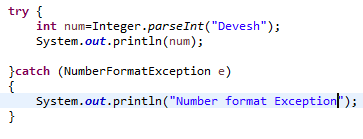 try {
    int num=Integer.parseInt("Devesh");
    System.out.println(num);
}catch (NumberFormatException e)
{
    System.out.println("Number format Exception");
}